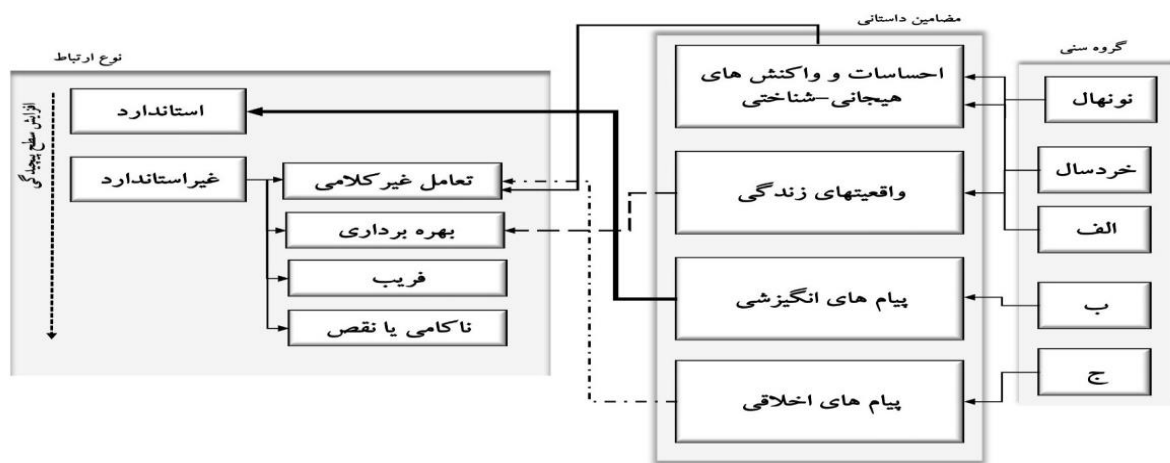 گروه سنی
نونهال
خردسال
الف
ب
ج
مضامین داستانی
احساسات و واکنش های
هیجانی-شناختی
واقعیتهای زندگی
پیام های انگیزشی
پیام های اخلاقی
نوع ارتباط
استاندارد
غیراستاندارد
تعامل غیرکلامی
بهره برداری
فریب
ناکامی یا نقص
افزایش سطح پیچیدگی